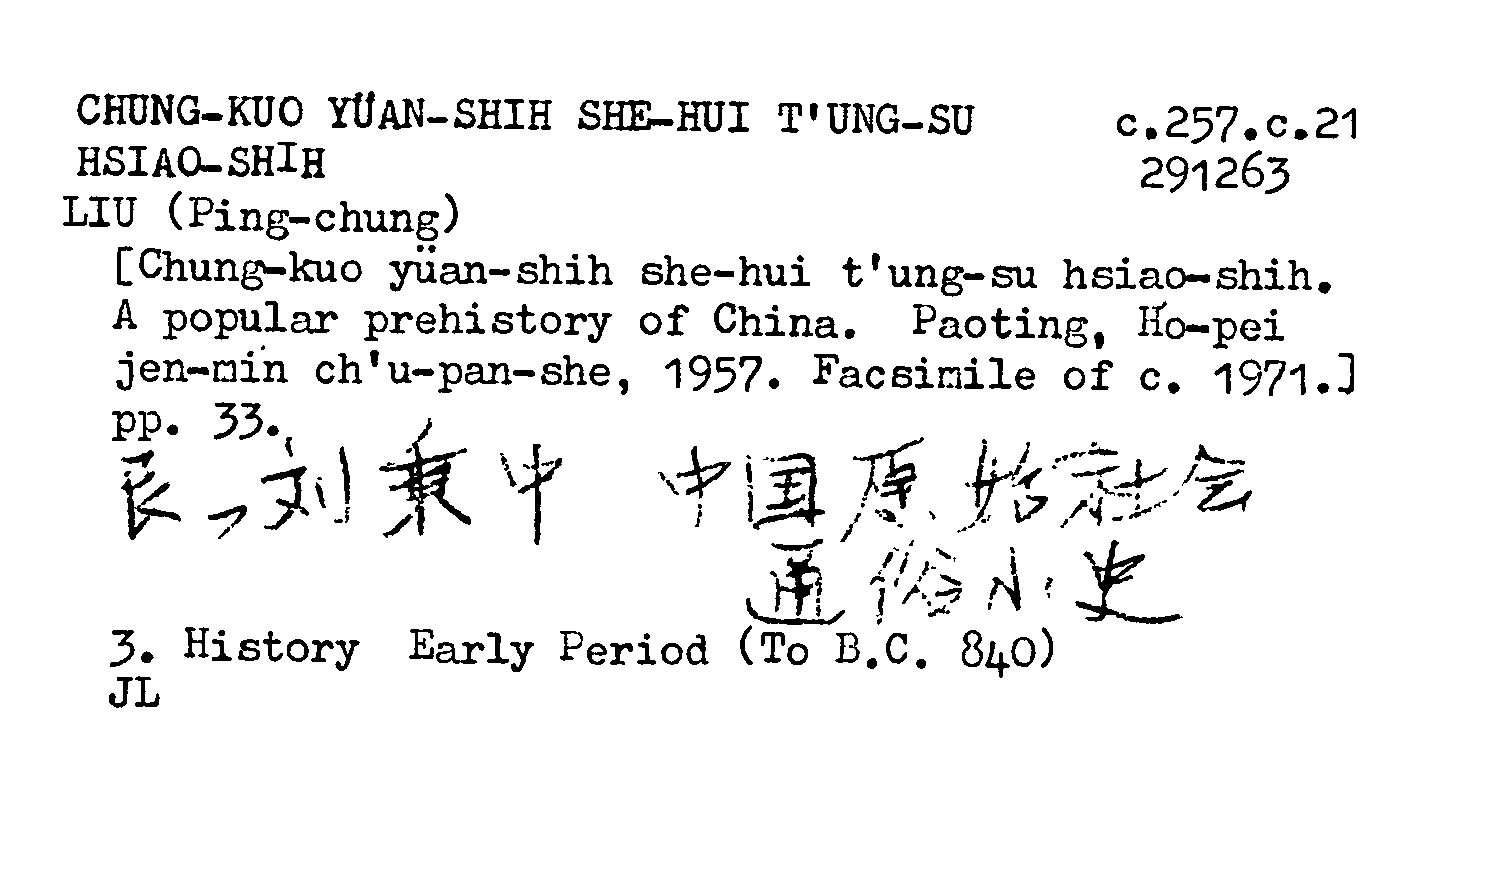 CHUNG-KUO YÜAN-SHIH SHE-HUI T'UNG-SU c.257.c.21
HSIAO-SHIH 291263
LIU (Ping-chung)
[Chung-kuo yüan-shih she-hui t'ung-su hsiao-shih.
A popular prehistory of China. Paoting, Ho-pei
jen-min ch'u-pan-she, 1957. Facsimile of c. 1971.]
pp. 33.
刘秉中 中国原始社会
通俗小史
3. History Early Period (To B.C. 840)
JL